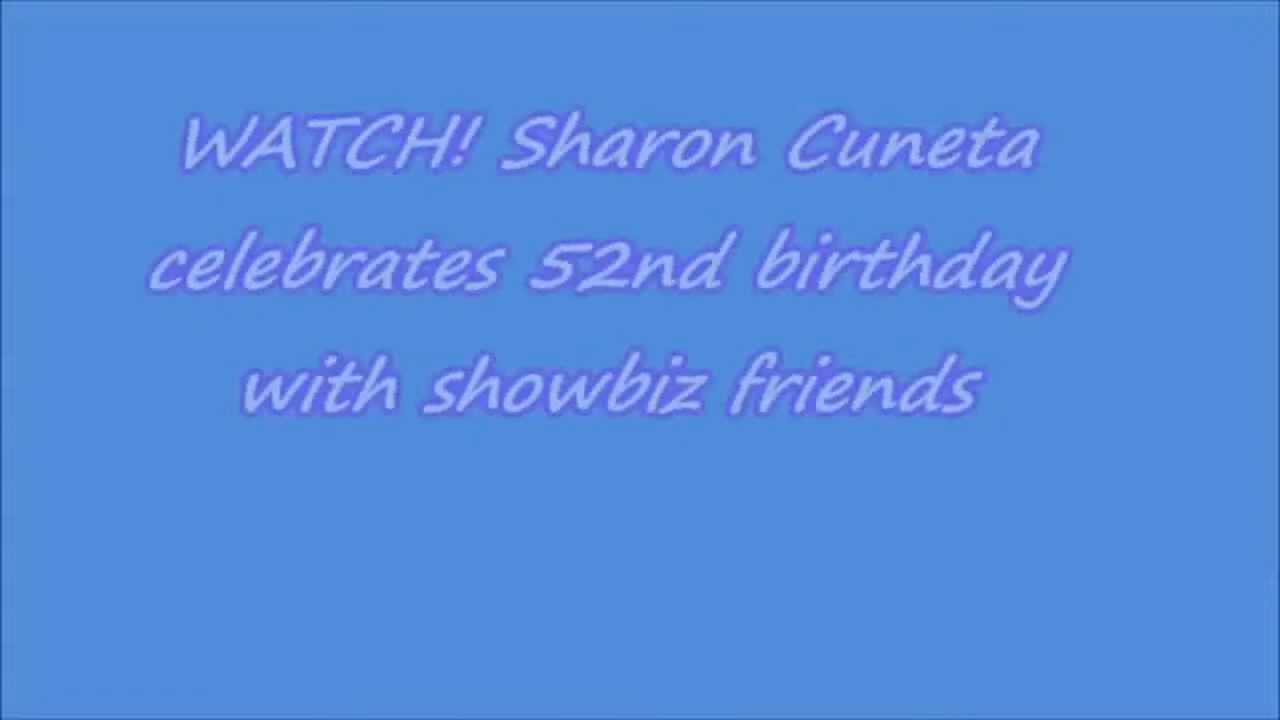 WATCH! Sharon Cuneta
celebrates 52nd birthday
with showbiz friends